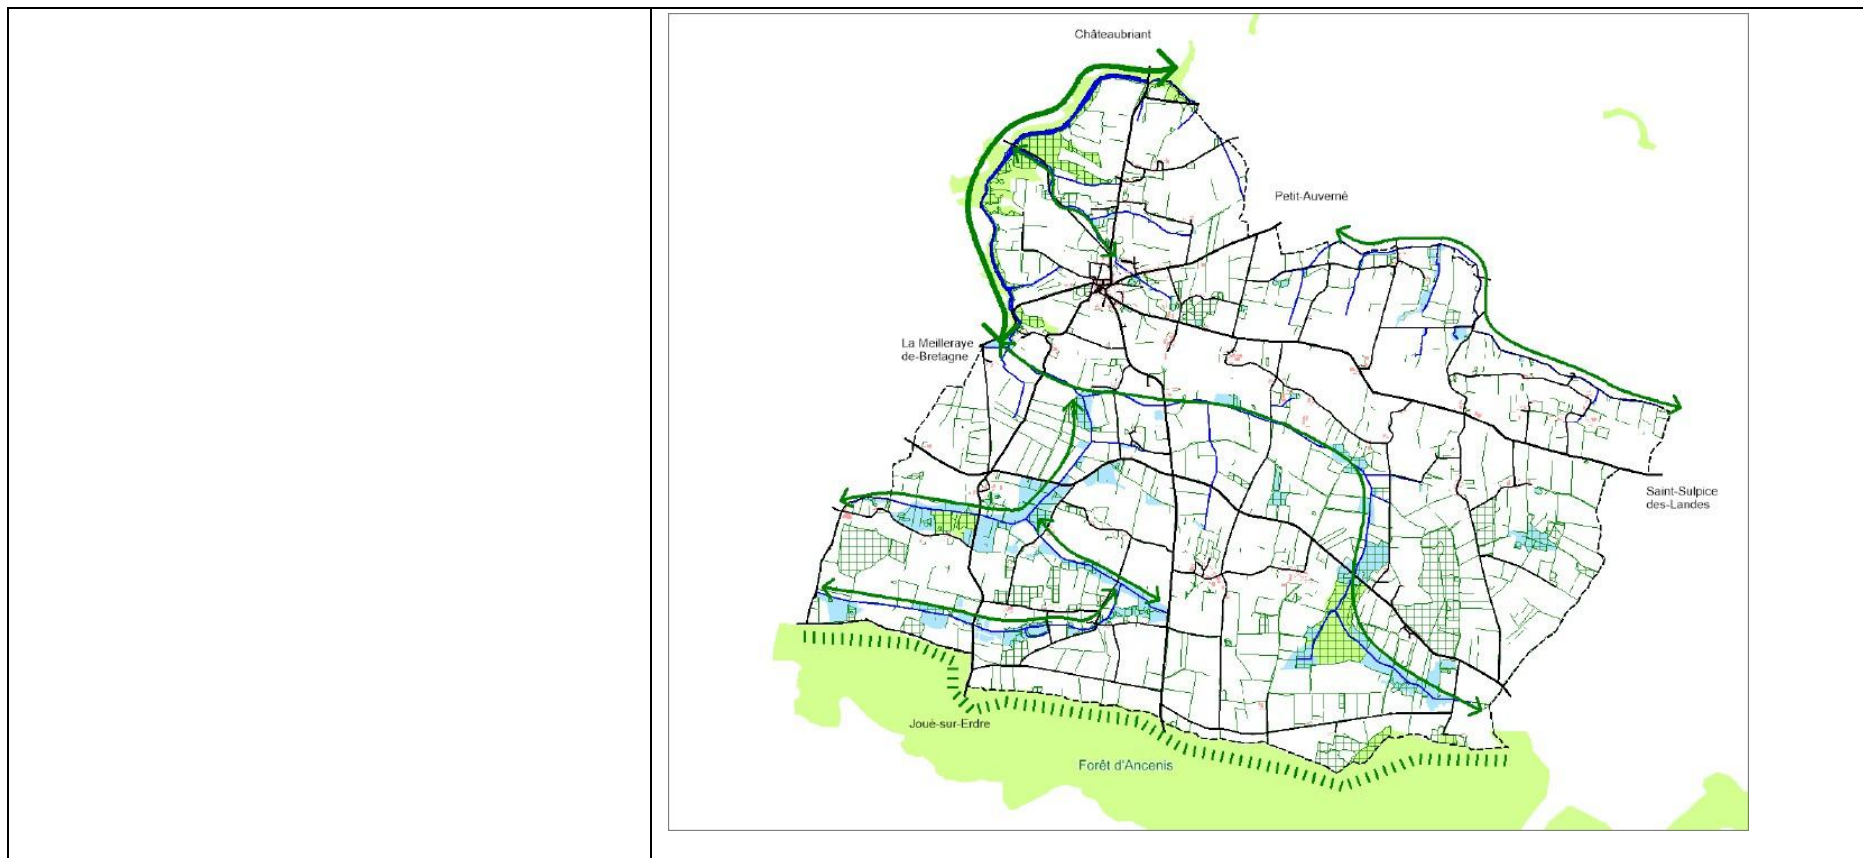 Châteaubriant
Petit-Auverné
La Meilleraye
de-Bretagne
Saint-Sulpice
des-Landes
Joué-sur-Erdre
Forêt d'Ancenis